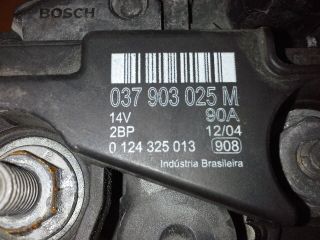 BOSCH
037 903 025 M
14V 90A
2BP 12/04
0 124 325 013 908
Indústria Brasileira